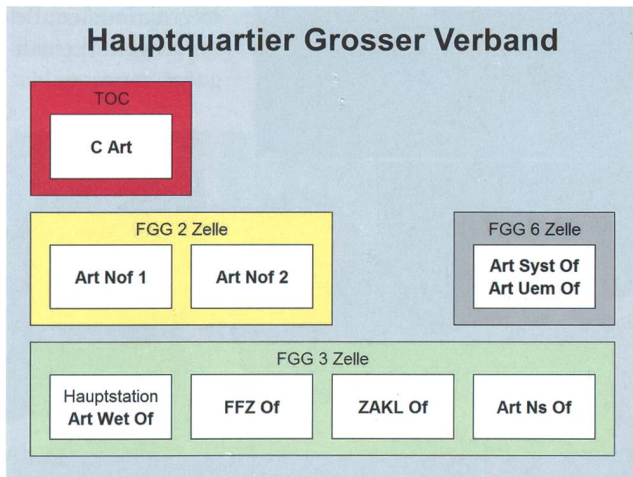 Hauptquartier Grosser Verband
TOC
C Art
FGG 2 Zelle
Art Nof 1
Art Nof 2
FGG 6 Zelle
Art Syst Of
Art Uem Of
FGG 3 Zelle
Hauptstation
Art Wet Of
FFZ Of
ZAKL Of
Art Ns Of